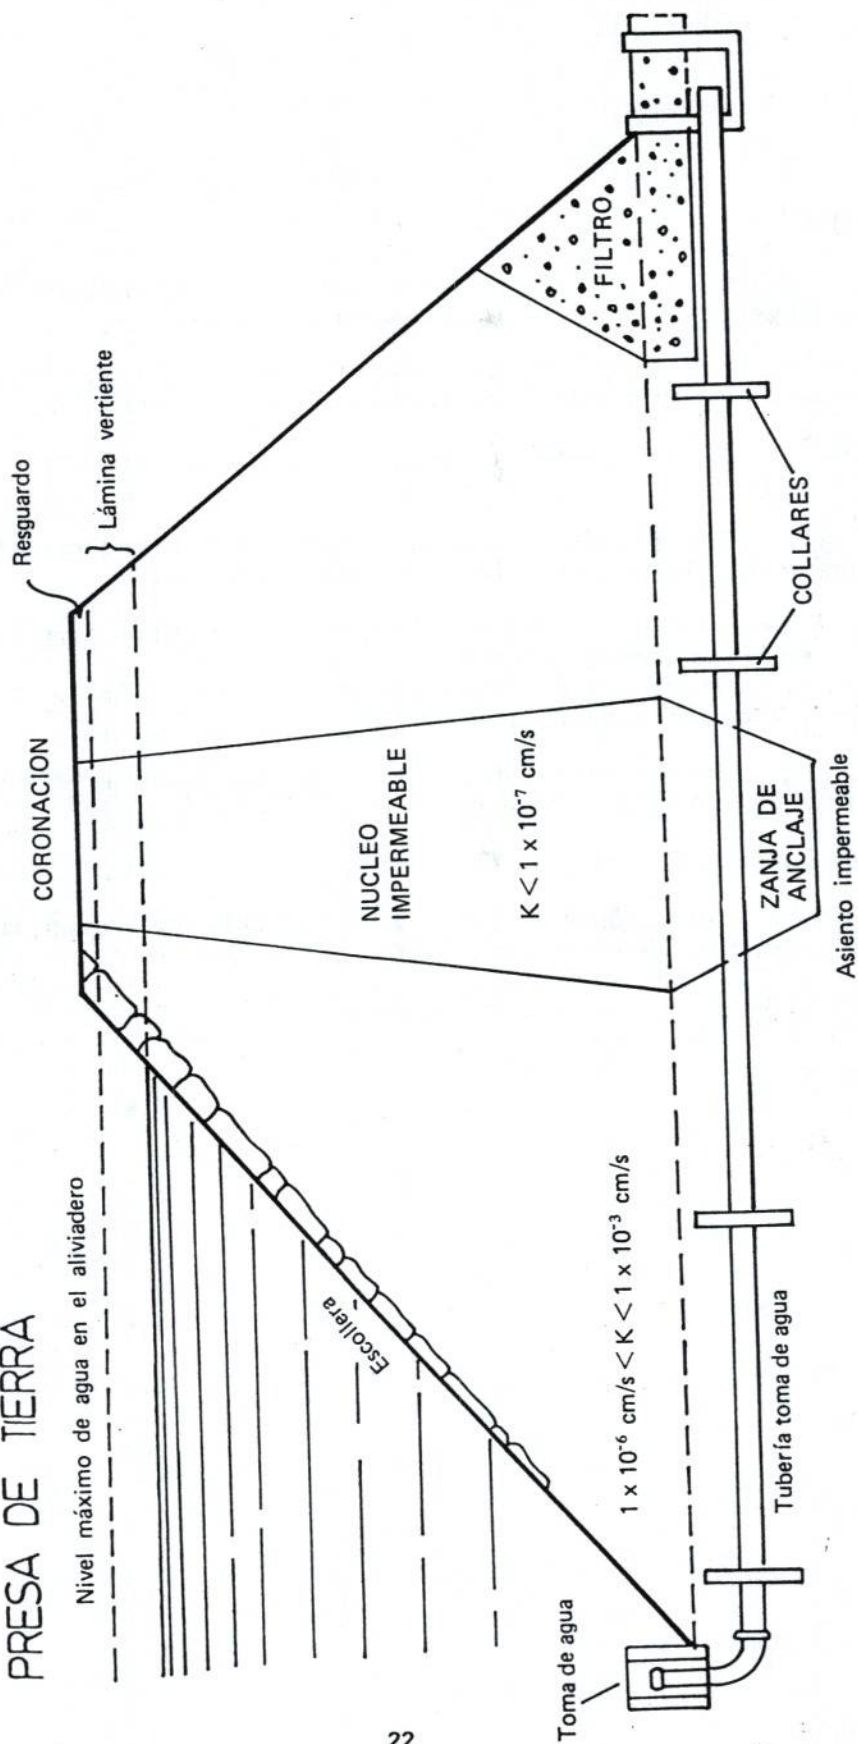 PRESA DE TIERRA
Nivel máximo de agua en el aliviadero
CORONACION
Resguardo
Lámina vertiente
Escollera
NUCLEO
IMPERMEABLE
K < 1 x 10⁻⁷ cm/s
FILTRO
1 x 10⁻⁶ cm/s < K < 1 x 10⁻³ cm/s
Toma de agua
Tubería toma de agua
ZANJA DE
ANCLAJE
COLLARES
Asiento impermeable
22